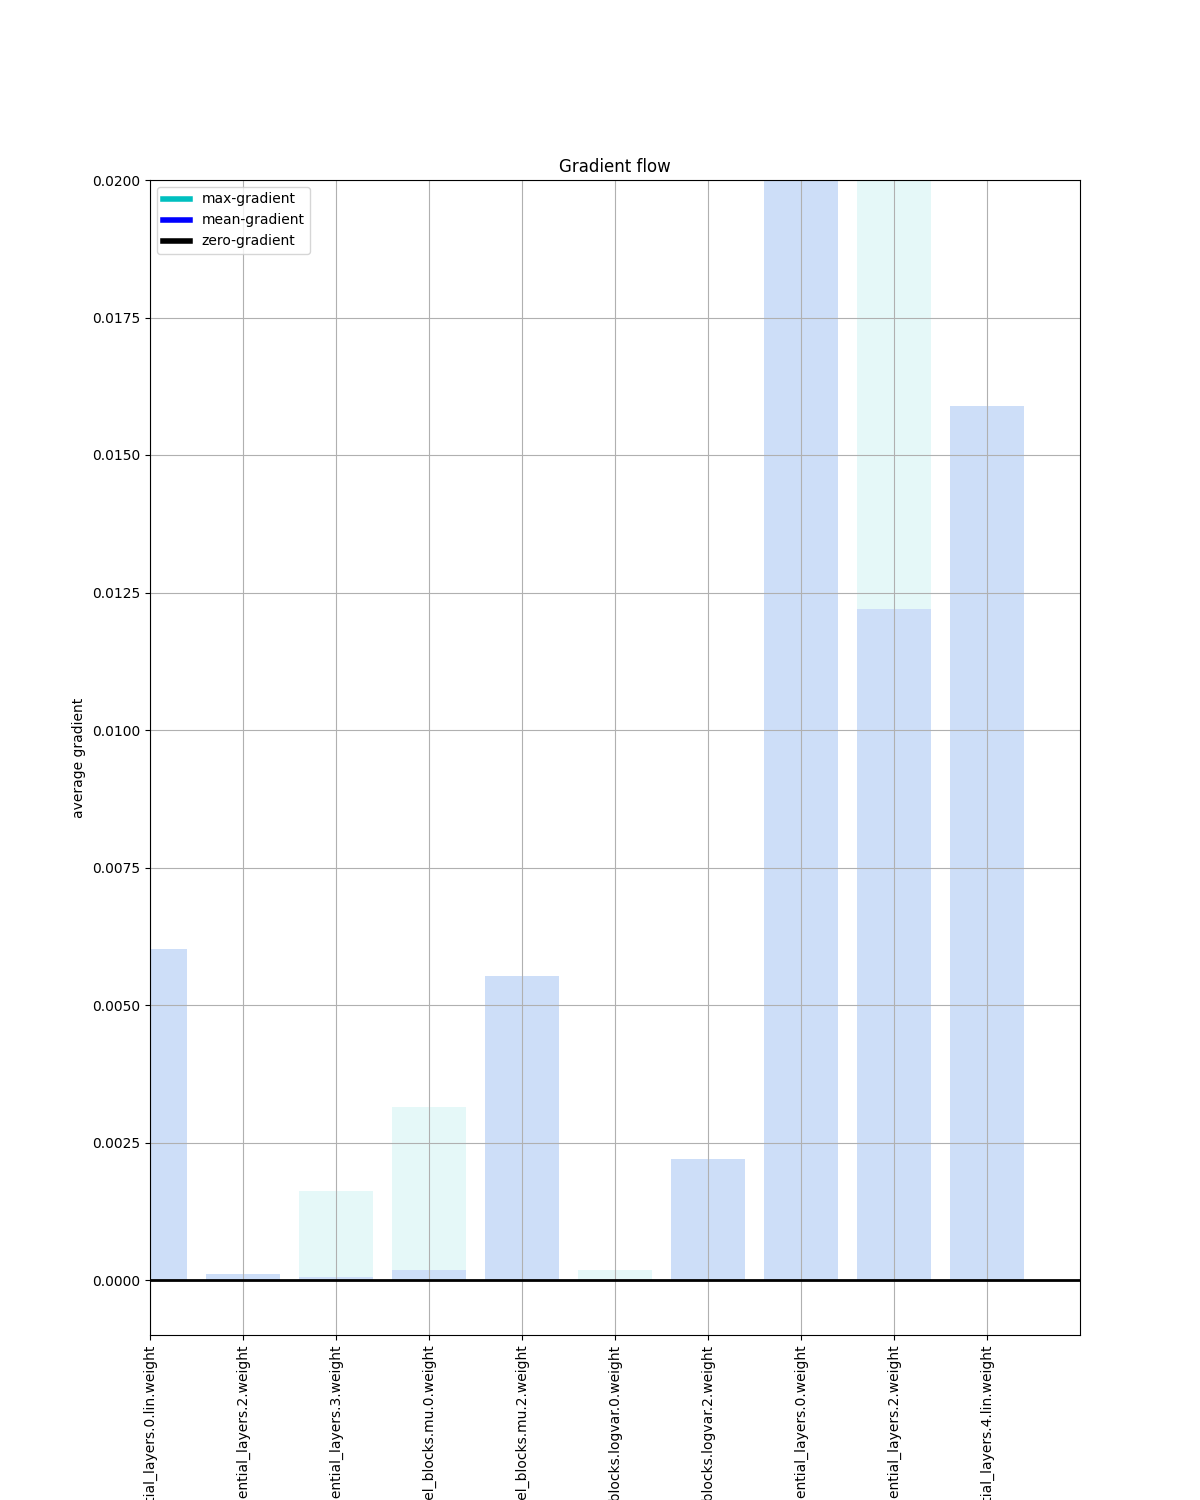 Gradient flow
max-gradient
mean-gradient
zero-gradient
average gradient
0.0200
0.0175
0.0150
0.0125
0.0100
0.0075
0.0050
0.0025
0.0000
tial_layers.0.lin.weight
ential_layers.2.weight
ential_layers.3.weight
el_blocks.mu.0.weight
el_blocks.mu.2.weight
blocks.logvar.0.weight
blocks.logvar.2.weight
ential_layers.0.weight
ential_layers.2.weight
tial_layers.4.lin.weight